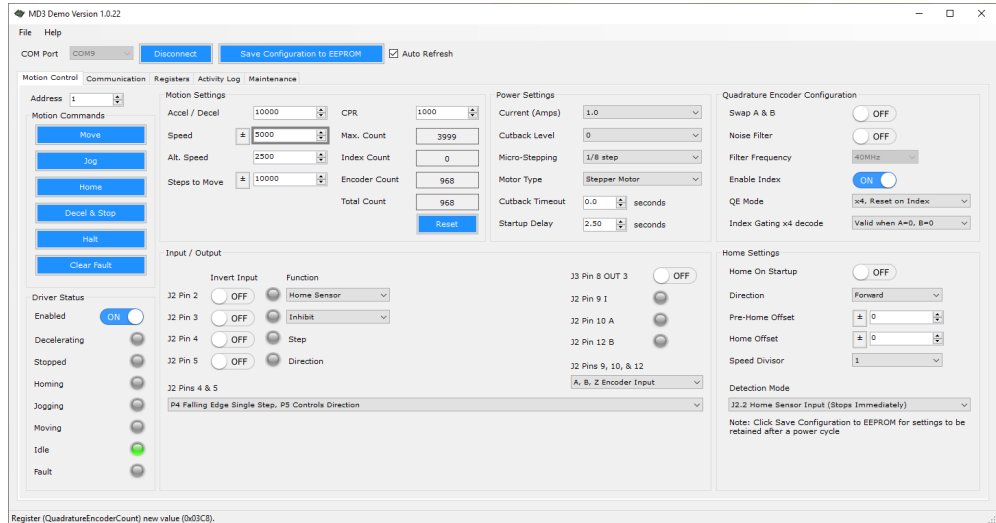 MD3 Demo Version 1.0.22
File Help
COM Port COM9 Disconnect Save Configuration to EEPROM Auto Refresh
Motion Control Communication Registers Activity Log Maintenance
Address 1
Motion Commands
Move
Jog
Home
Decel & Stop
Halt
Clear Fault
Driver Status
Enabled ON
Decelerating
Stopped
Homing
Jogging
Moving
Idle
Fault
Motion Settings
Accel / Decel 10000 CPR 1000
Speed ± 5000 Max. Count 3999
Alt. Speed 2500 Index Count 0
Steps to Move ± 10000 Encoder Count 968
Total Count 968
Reset
Power Settings
Current (Amps) 1.0
Cutback Level 0
Micro-Stepping 1/8 step
Motor Type Stepper Motor
Cutback Timeout 0.0 seconds
Startup Delay 2.50 seconds
Quadrature Encoder Configuration
Swap A & B OFF
Noise Filter OFF
Filter Frequency 40MHz
Enable Index ON
QE Mode x4, Reset on Index
Index Gating x4 decode Valid when A=0, B=0
Input / Output
Invert Input Function
J2 Pin 2 OFF Home Sensor
J2 Pin 3 OFF Inhibit
J2 Pin 4 OFF Step
J2 Pin 5 OFF Direction
J2 Pins 4 & 5
P4 Falling Edge Single Step, P5 Controls Direction
J3 Pin 8 OUT 3 OFF
J2 Pin 9 I
J2 Pin 10 A
J2 Pin 12 B
J2 Pins 9, 10, & 12
A, B, Z Encoder Input
Home Settings
Home On Startup OFF
Direction Forward
Pre-Home Offset ± 0
Home Offset ± 0
Speed Divisor 1
Detection Mode
J2.2 Home Sensor Input (Stops Immediately)
Note: Click Save Configuration to EEPROM for settings to be
retained after a power cycle
Register (QuadratureEncoderCount) new value (0x03C8).